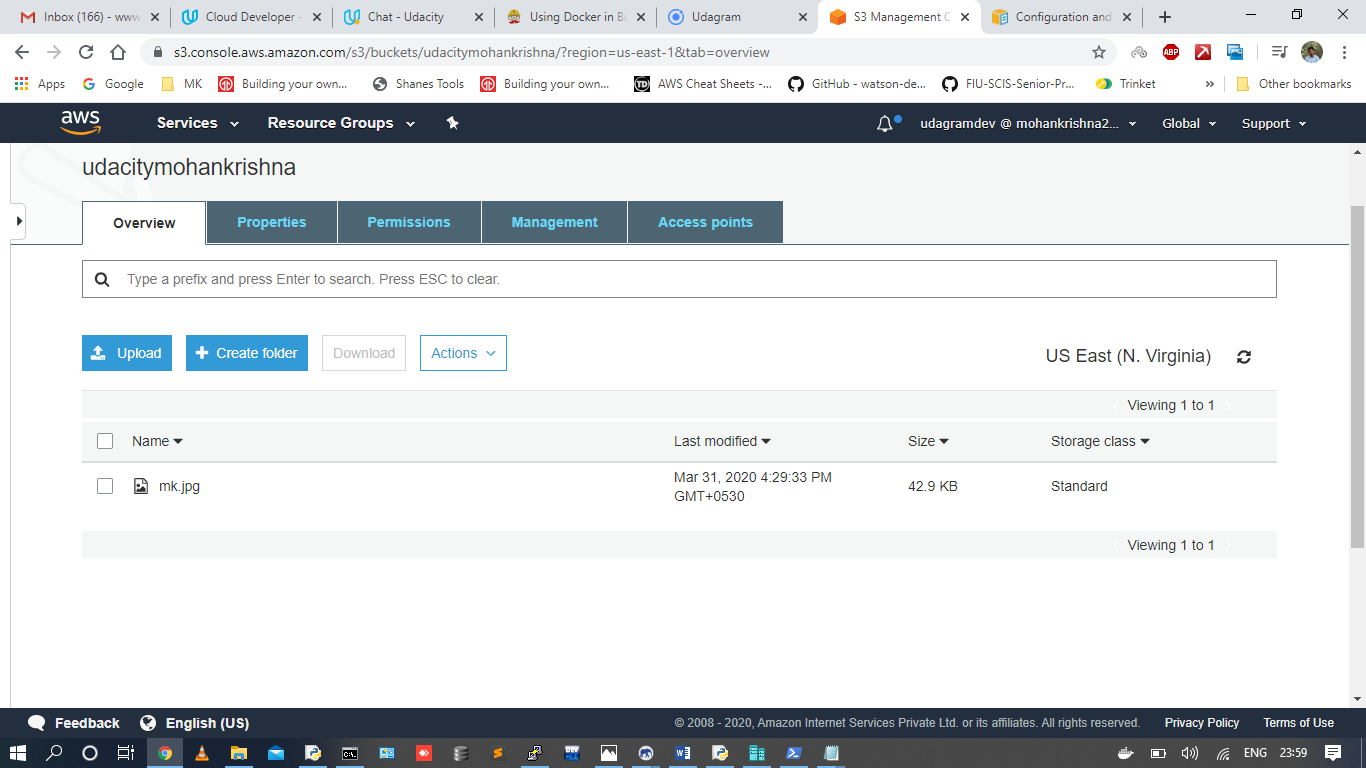 Inbox (166) - www
Cloud Developer -
Chat - Udacity
Using Docker in Bu
Udagram
S3 Management C
Configuration and
s3.console.aws.amazon.com/s3/buckets/udacitymohankrishna/?region=us-east-1&tab=overview
ABP
Apps
Google
MK
Building your own...
Shanes Tools
Building your own...
AWS Cheat Sheets -...
GitHub - watson-de...
FIU-SCIS-Senior-Pr...
Trinket
»
Other bookmarks
aws
Services
Resource Groups
udagramdev @ mohankrishna2...
Global
Support
udacitymohankrishna
Overview
Properties
Permissions
Management
Access points
Type a prefix and press Enter to search. Press ESC to clear.
Upload
Create folder
Download
Actions
US East (N. Virginia)
Viewing 1 to 1
Name
Last modified
Size
Storage class
mk.jpg
Mar 31, 2020 4:29:33 PM
GMT+0530
42.9 KB
Standard
Viewing 1 to 1
Feedback
English (US)
© 2008 - 2020, Amazon Internet Services Private Ltd. or its affiliates. All rights reserved.
Privacy Policy
Terms of Use
ENG
23:59